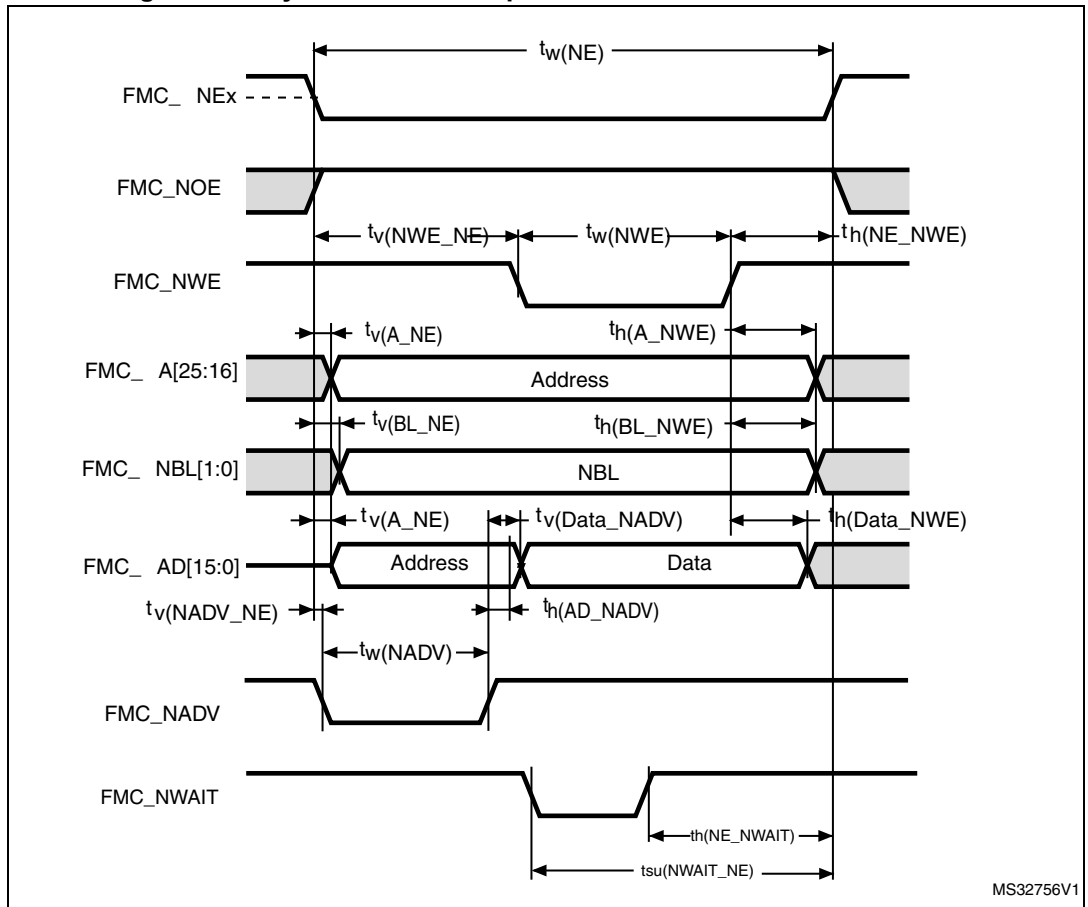 tw(NE)
FMC_ NEx
FMC_NOE
tv(NWE_NE) tw(NWE) th(NE_NWE)
FMC_NWE
tv(A_NE) th(A_NWE)
FMC_ A[25:16] Address
tv(BL_NE) th(BL_NWE)
FMC_ NBL[1:0] NBL
tv(A_NE) tv(Data_NADV) th(Data_NWE)
FMC_ AD[15:0] Address Data
tv(NADV_NE) th(AD_NADV)
tw(NADV)
FMC_NADV
FMC_NWAIT
th(NE_NWAIT)
tsu(NWAIT_NE)
MS32756V1